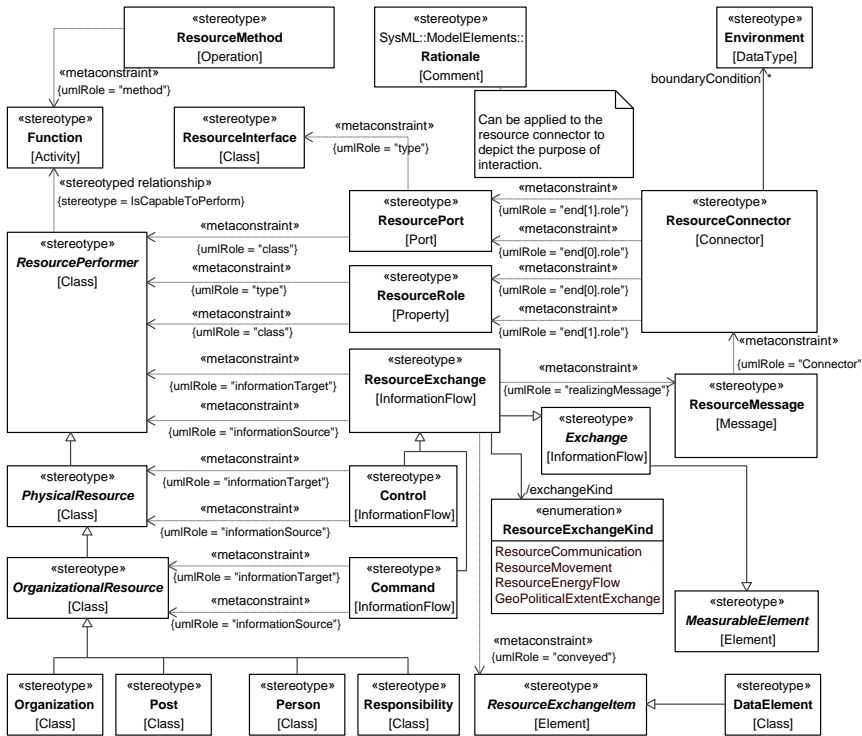 «stereotype»
ResourceMethod
[Operation]
«stereotype»
SysML::ModelElements::
Rationale
[Comment]
«stereotype»
Environment
[DataType]
«metaconstraint»
{umlRole = "method"}
boundaryCondition *
Can be applied to the
resource connector to
depict the purpose of
interaction.
«stereotype»
Function
[Activity]
«stereotype»
ResourceInterface
[Class]
«metaconstraint»
{umlRole = "type"}
«stereotyped relationship»
{stereotype = IsCapableToPerform}
«stereotype»
ResourcePerformer
[Class]
«metaconstraint»
{umlRole = "class"}
«metaconstraint»
{umlRole = "type"}
«metaconstraint»
{umlRole = "class"}
«stereotype»
ResourcePort
[Port]
«metaconstraint»
{umlRole = "end[1].role"}
«metaconstraint»
{umlRole = "end[0].role"}
«stereotype»
ResourceConnector
[Connector]
«stereotype»
ResourceRole
[Property]
«metaconstraint»
{umlRole = "end[0].role"}
«metaconstraint»
{umlRole = "end[1].role"}
«metaconstraint»
{umlRole = "Connector"
«metaconstraint»
{umlRole = "informationTarget"}
«metaconstraint»
{umlRole = "informationSource"}
«stereotype»
ResourceExchange
[InformationFlow]
«metaconstraint»
{umlRole = "realizingMessage"}
«stereotype»
ResourceMessage
[Message]
«stereotype»
Exchange
[InformationFlow]
«stereotype»
PhysicalResource
[Class]
«metaconstraint»
{umlRole = "informationTarget"}
«metaconstraint»
{umlRole = "informationSource"}
«stereotype»
Control
[InformationFlow]
/exchangeKind
«enumeration»
ResourceExchangeKind
ResourceCommunication
ResourceMovement
ResourceEnergyFlow
GeoPoliticalExtentExchange
«stereotype»
OrganizationalResource
[Class]
«metaconstraint»
{umlRole = "informationTarget"}
«metaconstraint»
{umlRole = "informationSource"}
«stereotype»
Command
[InformationFlow]
«stereotype»
MeasurableElement
[Element]
«metaconstraint»
{umlRole = "conveyed"}
«stereotype»
Organization
[Class]
«stereotype»
Post
[Class]
«stereotype»
Person
[Class]
«stereotype»
Responsibility
[Class]
«stereotype»
ResourceExchangeItem
[Element]
«stereotype»
DataElement
[Class]